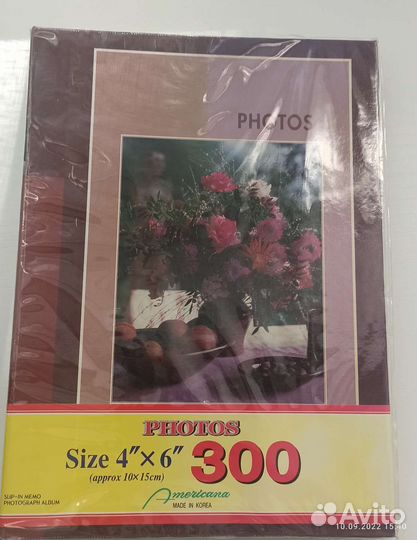 PHOTOS
PHOTOS
Size 4"×6" 300
(approx 10×15cm)
Americana
SLIP-IN MEMO
PHOTOGRAPH ALBUM
MADE IN KOREA
Avito
10.09.2022 15:40